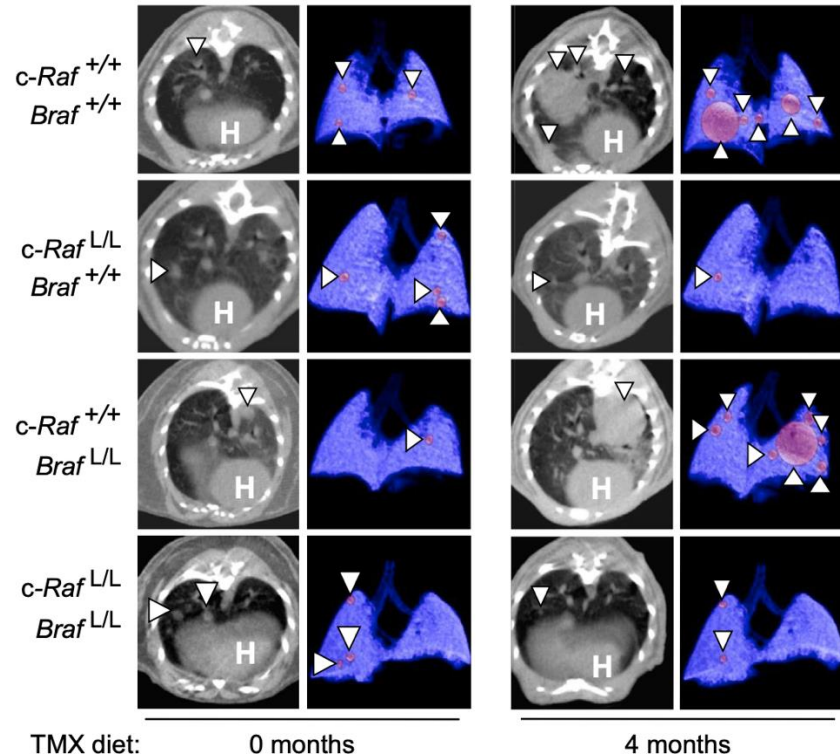 c-Raf +/+
Braf +/+
H
H
c-Raf L/L
Braf +/+
H
H
c-Raf +/+
Braf L/L
H
H
c-Raf L/L
Braf L/L
H
H
TMX diet: 0 months 4 months